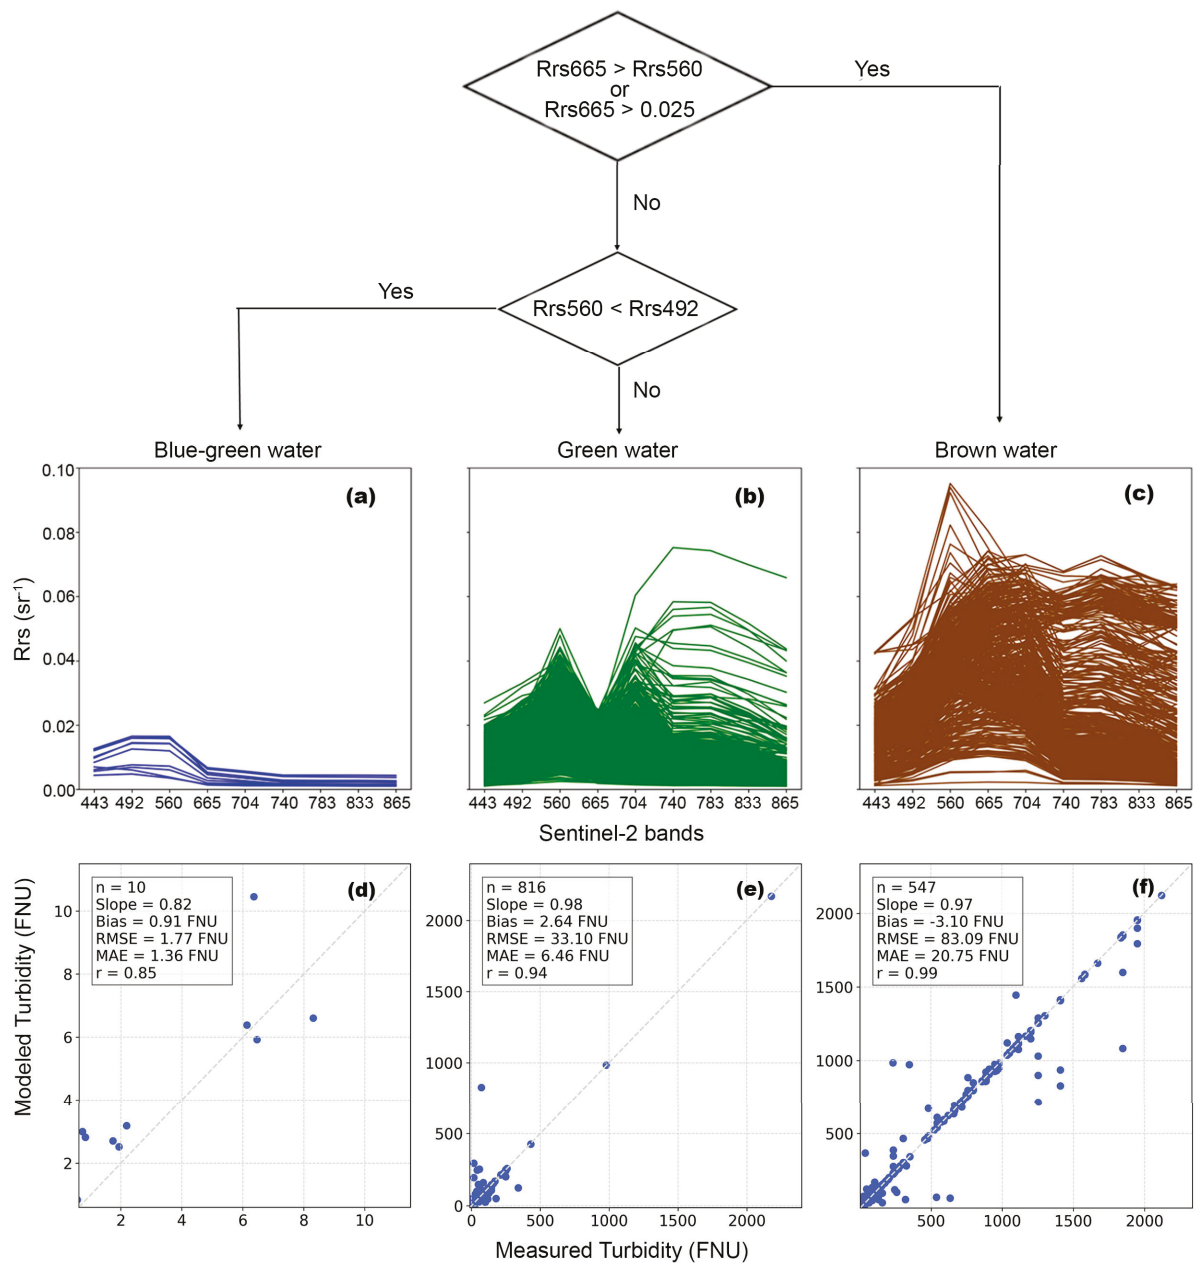 Rrs665 > Rrs560
or
Rrs665 > 0.025
Yes
No
Rrs560 < Rrs492
Yes
No
Blue-green water
Green water
Brown water
Rrs (sr⁻¹)
0.10
0.08
0.06
0.04
0.02
0.00
(a)
443 492 560 665 704 740 783 833 865
(b)
443 492 560 665 704 740 783 833 865
(c)
443 492 560 665 704 740 783 833 865
Sentinel-2 bands
Modeled Turbidity (FNU)
n = 10
Slope = 0.82
Bias = 0.91 FNU
RMSE = 1.77 FNU
MAE = 1.36 FNU
r = 0.85
(d)
10
8
6
4
2
2 4 6 8 10
n = 816
Slope = 0.98
Bias = 2.64 FNU
RMSE = 33.10 FNU
MAE = 6.46 FNU
r = 0.94
(e)
2000
1500
1000
500
0
0 500 1000 1500 2000
n = 547
Slope = 0.97
Bias = -3.10 FNU
RMSE = 83.09 FNU
MAE = 20.75 FNU
r = 0.99
(f)
2000
1500
1000
500
500 1000 1500 2000
Measured Turbidity (FNU)